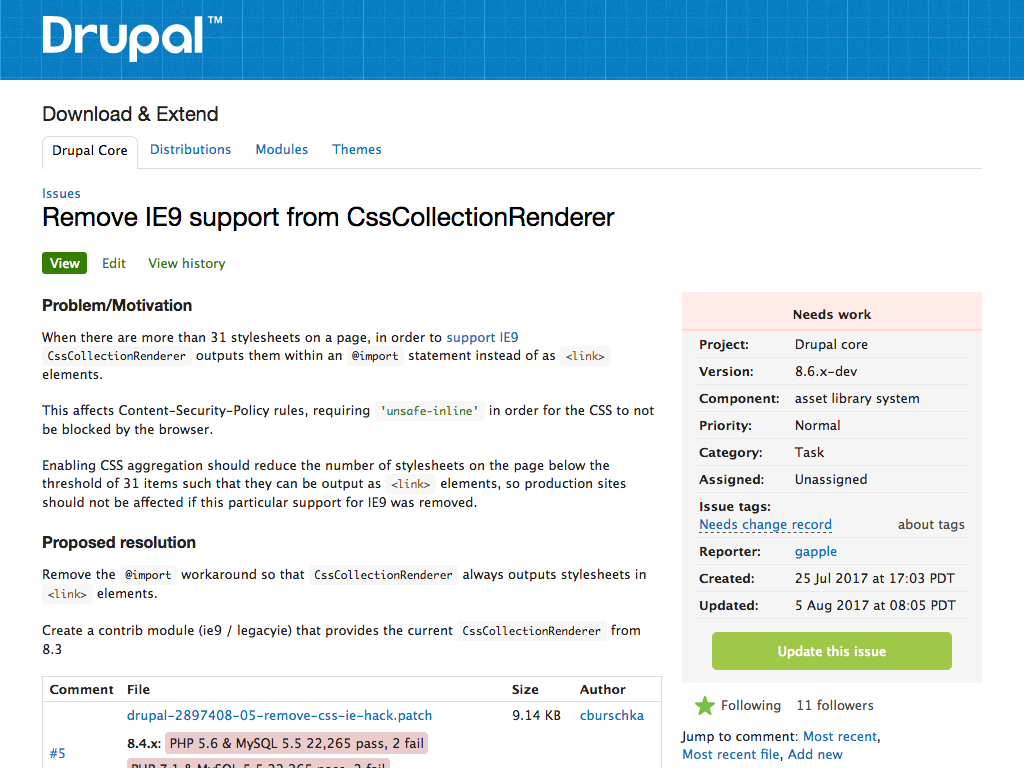 Drupal™
Download & Extend
Drupal Core Distributions Modules Themes
Issues
Remove IE9 support from CssCollectionRenderer
View Edit View history
Problem/Motivation
When there are more than 31 stylesheets on a page, in order to support IE9
CssCollectionRenderer outputs them within an @import statement instead of as <link>
elements.
This affects Content-Security-Policy rules, requiring 'unsafe-inline' in order for the CSS to not
be blocked by the browser.
Enabling CSS aggregation should reduce the number of stylesheets on the page below the
threshold of 31 items such that they can be output as <link> elements, so production sites
should not be affected if this particular support for IE9 was removed.
Proposed resolution
Remove the @import workaround so that CssCollectionRenderer always outputs stylesheets in
<link> elements.
Create a contrib module (ie9 / legacyie) that provides the current CssCollectionRenderer from
8.3
Comment File Size Author
drupal-2897408-05-remove-css-ie-hack.patch 9.14 KB cburschka
8.4.x: PHP 5.6 & MySQL 5.5 22,265 pass, 2 fail
#5
PHP 7.1 & MySQL 5.5 22,265 pass, 2 fail
Needs work
Project: Drupal core
Version: 8.6.x-dev
Component: asset library system
Priority: Normal
Category: Task
Assigned: Unassigned
Issue tags:
Needs change record about tags
Reporter: gapple
Created: 25 Jul 2017 at 17:03 PDT
Updated: 5 Aug 2017 at 08:05 PDT
Update this issue
Following 11 followers
Jump to comment: Most recent,
Most recent file, Add new